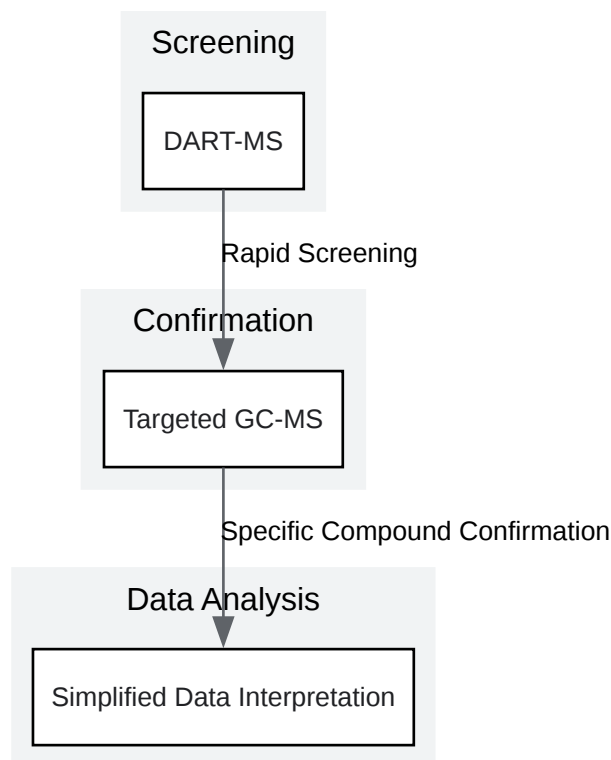 Screening
DART-MS
Rapid Screening
Confirmation
Targeted GC-MS
Specific Compound Confirmation
Data Analysis
Simplified Data Interpretation